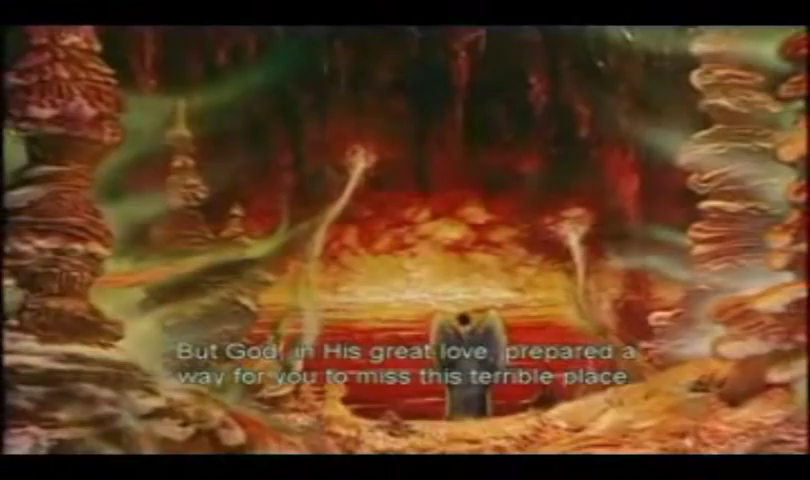 But God, in His great love, prepared a
way for you to miss this terrible place